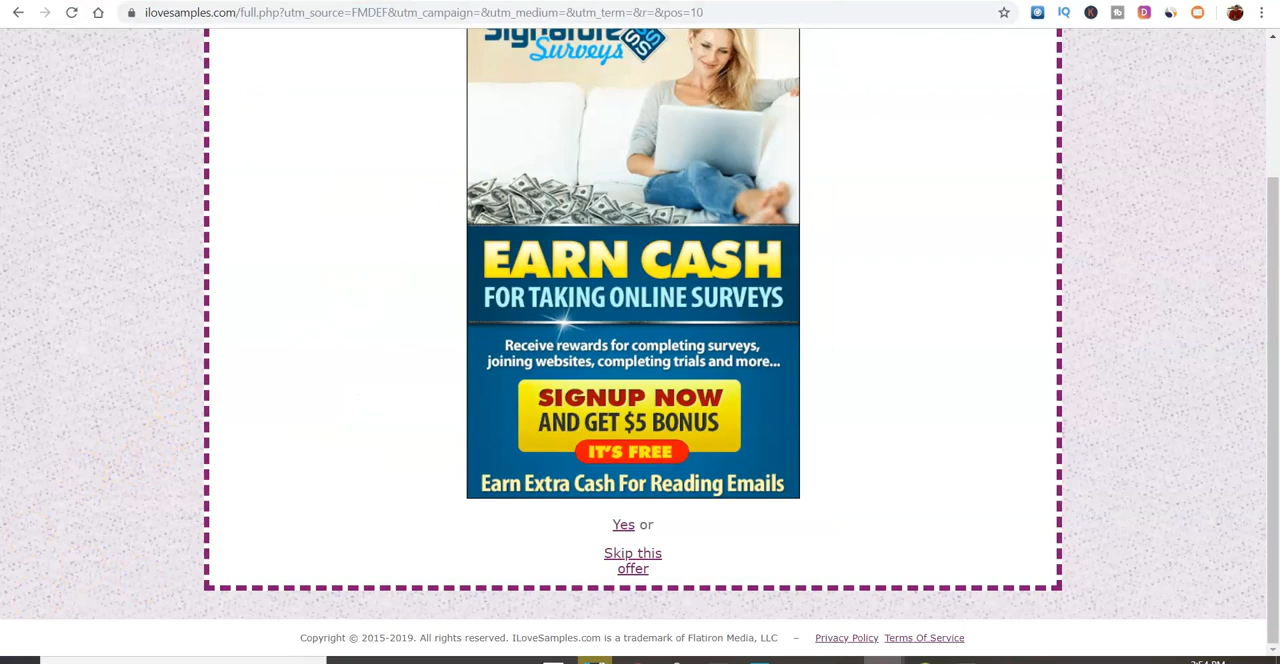 ilovesamples.com/full.php?utm_source=FMDEF&utm_campaign=&utm_medium=&utm_term=&r=&pos=10
IQ
Signature
Surveys
EARN CASH
FOR TAKING ONLINE SURVEYS
Receive rewards for completing surveys,
joining websites, completing trials and more...
SIGNUP NOW
AND GET $5 BONUS
IT'S FREE
Earn Extra Cash For Reading Emails
Yes or
Skip this
offer
Copyright © 2015-2019. All rights reserved. ILoveSamples.com is a trademark of Flatiron Media, LLC – Privacy Policy Terms Of Service